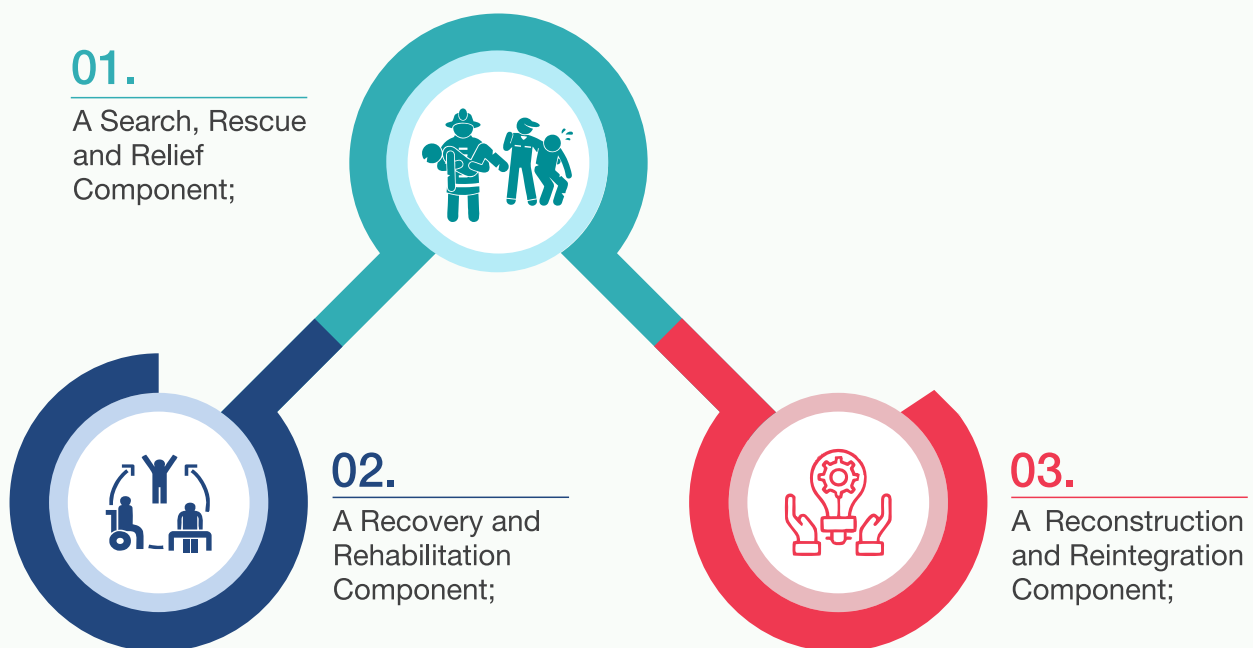 01.
A Search, Rescue
and Relief
Component;
02.
A Recovery and
Rehabilitation
Component;
03.
A Reconstruction
and Reintegration
Component;